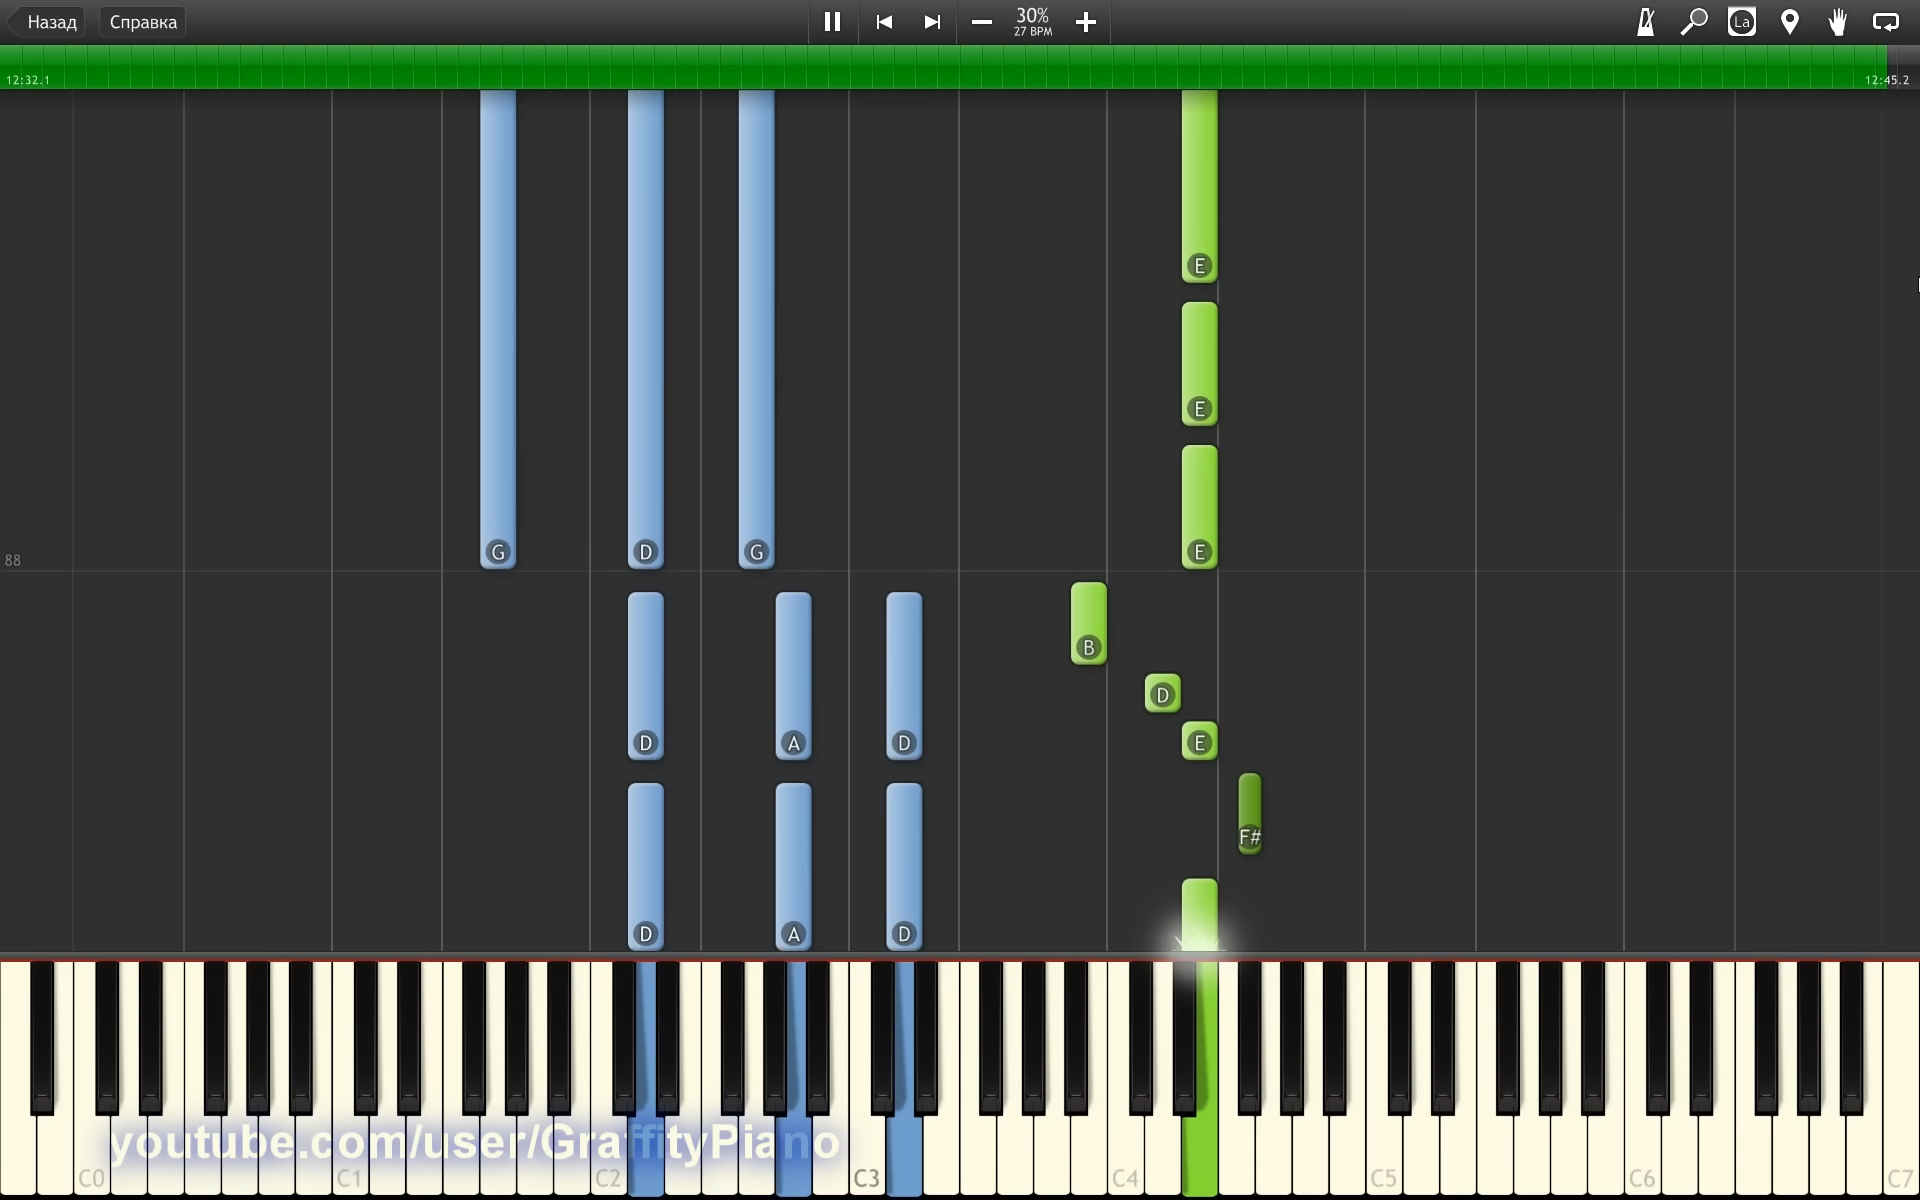 Назад Справка 30% La
27 BPM
12:32.1 12:45.2
E
E
G D G E
88
B
D
D A D E
F#
D A D
youtube.com/user/GraffityPiano
C0 C1 C2 C3 C4 C5 C6 C7